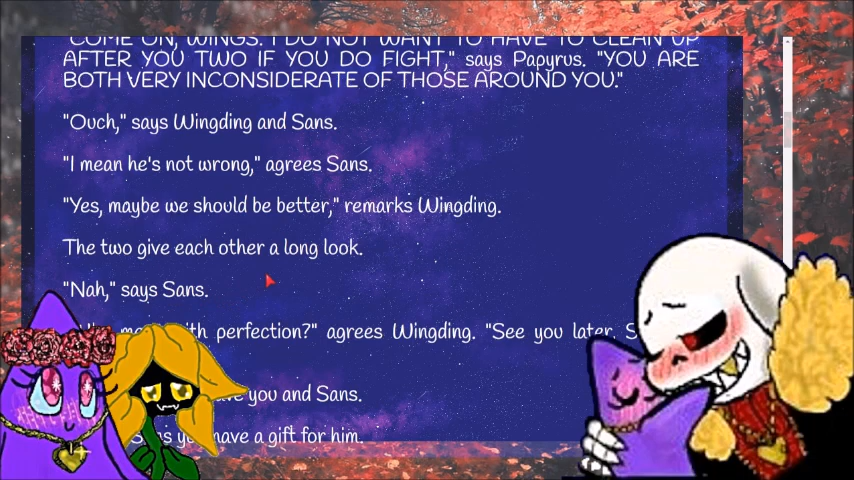 "COME ON, WINGS. I DO NOT WANT TO HAVE TO CLEAN UP
AFTER YOU TWO IF YOU DO FIGHT," says Papyrus. "YOU ARE
BOTH VERY INCONSIDERATE OF THOSE AROUND YOU."
"Ouch," says Wingding and Sans.
"I mean he's not wrong," agrees Sans.
"Yes, maybe we should be better," remarks Wingding.
The two give each other a long look.
"Nah," says Sans.
with perfection?" agrees Wingding. "See you later,
you and Sans.
have a gift for him.